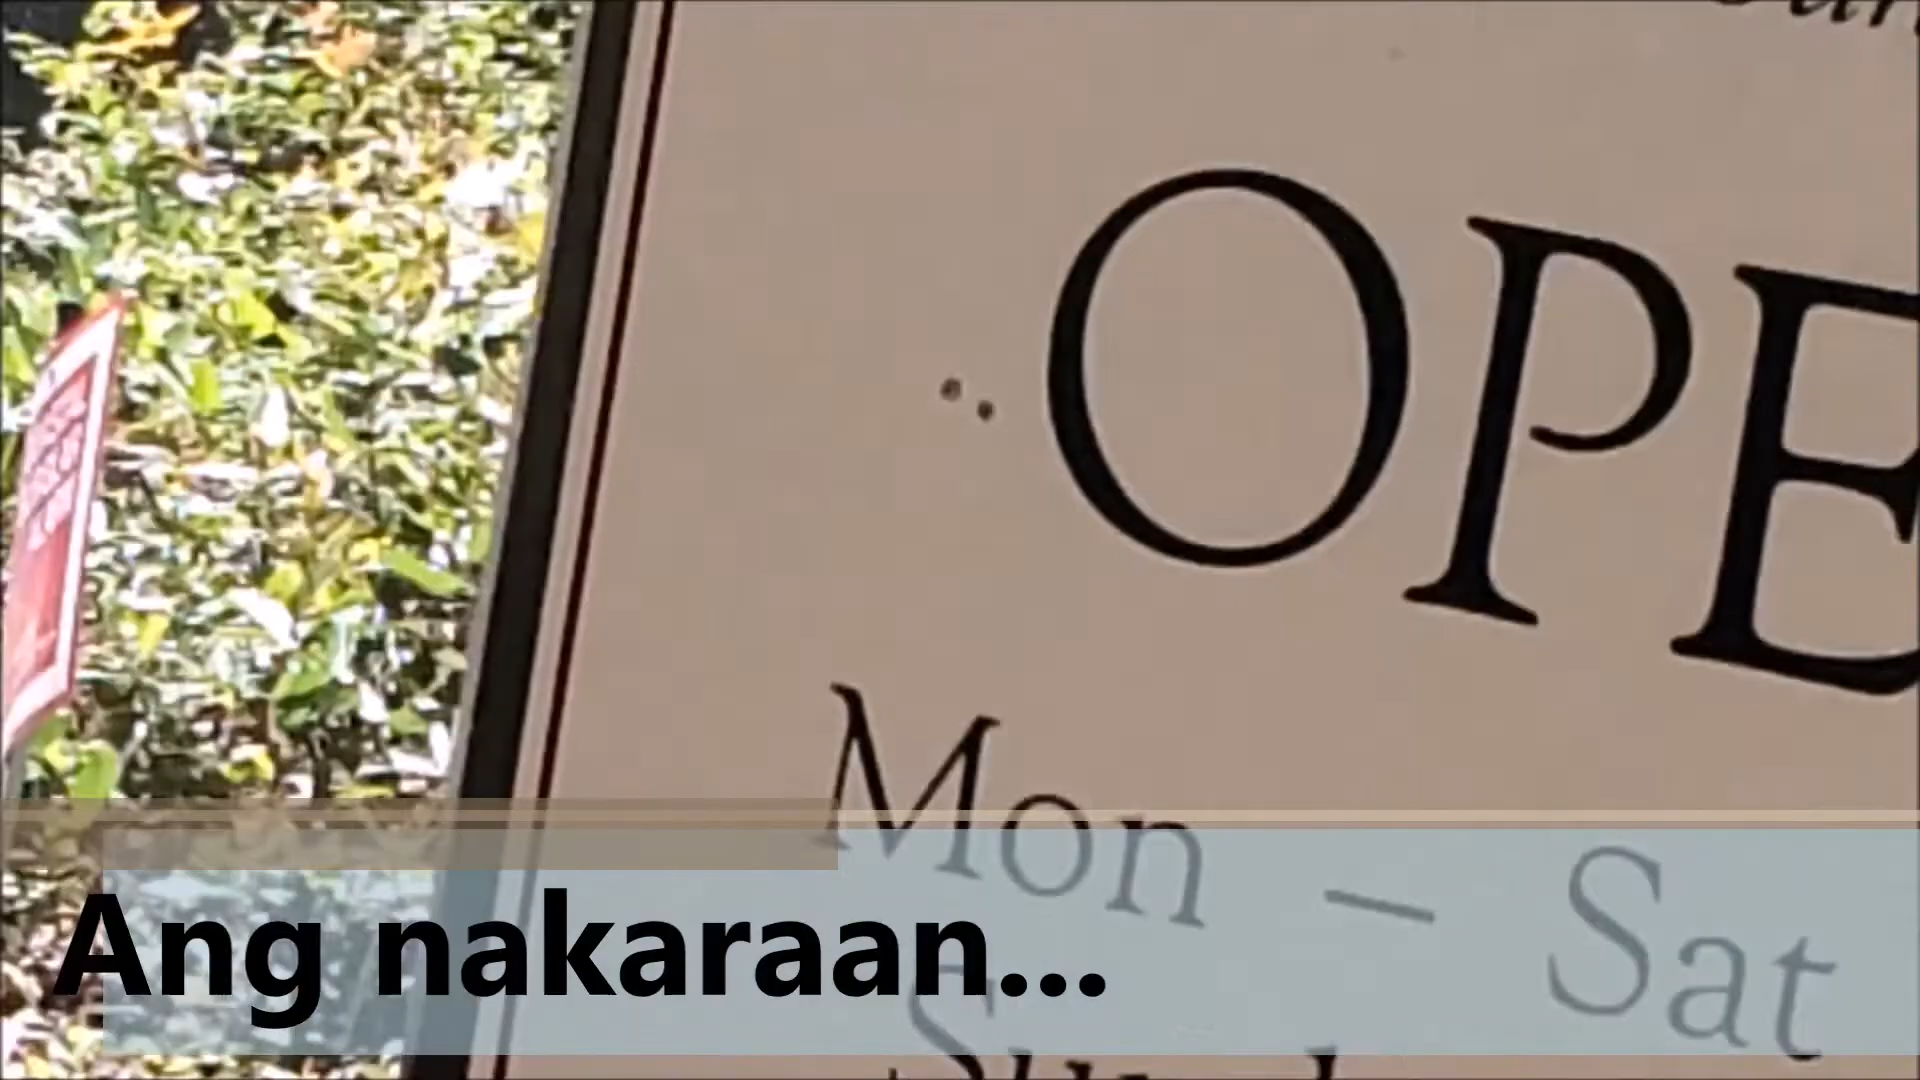 OPE
Mon – Sat
Ang nakaraan...